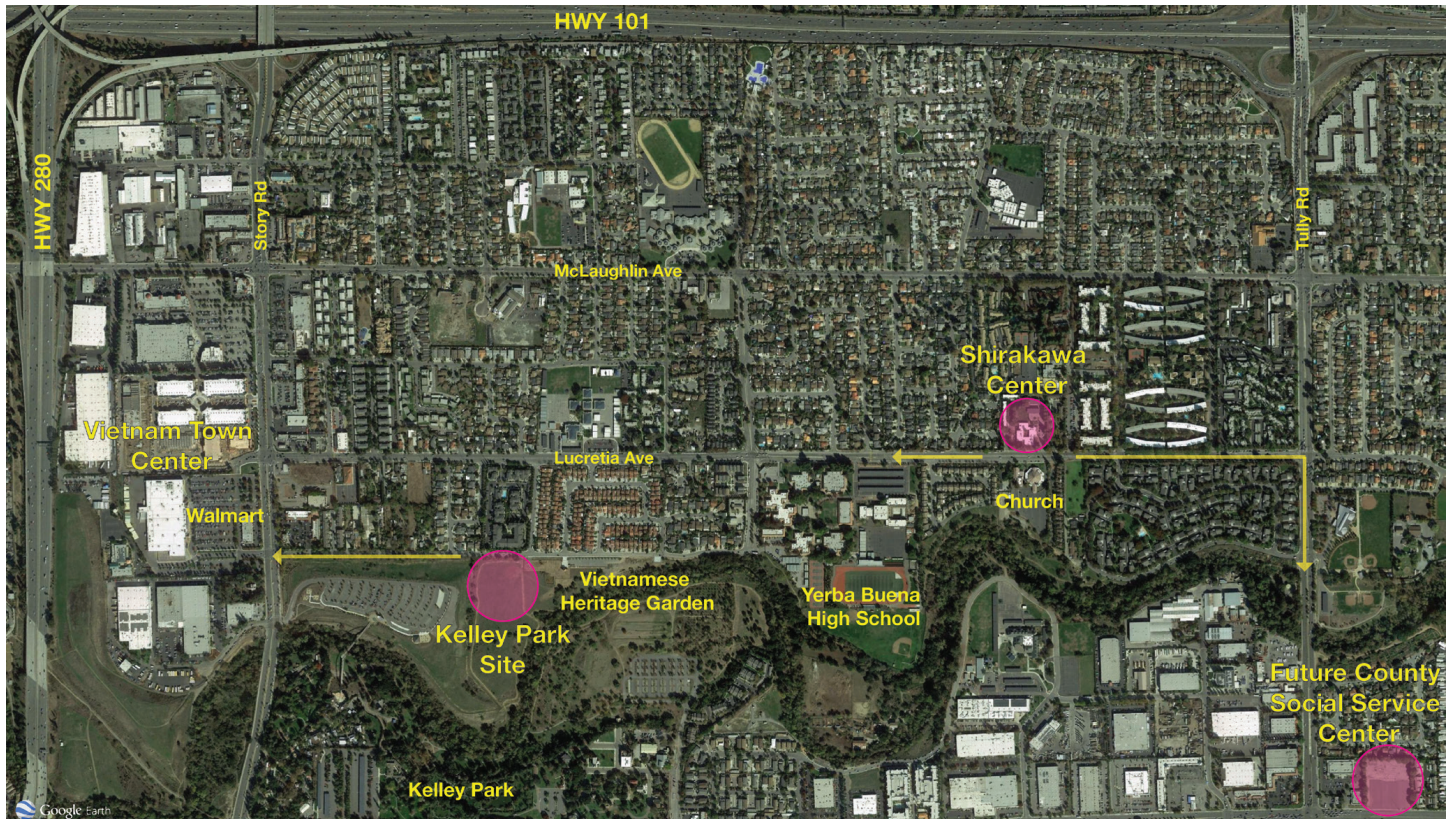 HWY 101
HWY 280
Story Rd
Tully Rd
McLaughlin Ave
Shirakawa
Center
Vietnam Town
Center
Lucretia Ave
Church
Walmart
Vietnamese
Heritage Garden
Yerba Buena
High School
Kelley Park
Site
Future County
Social Service
Center
Kelley Park
Google Earth